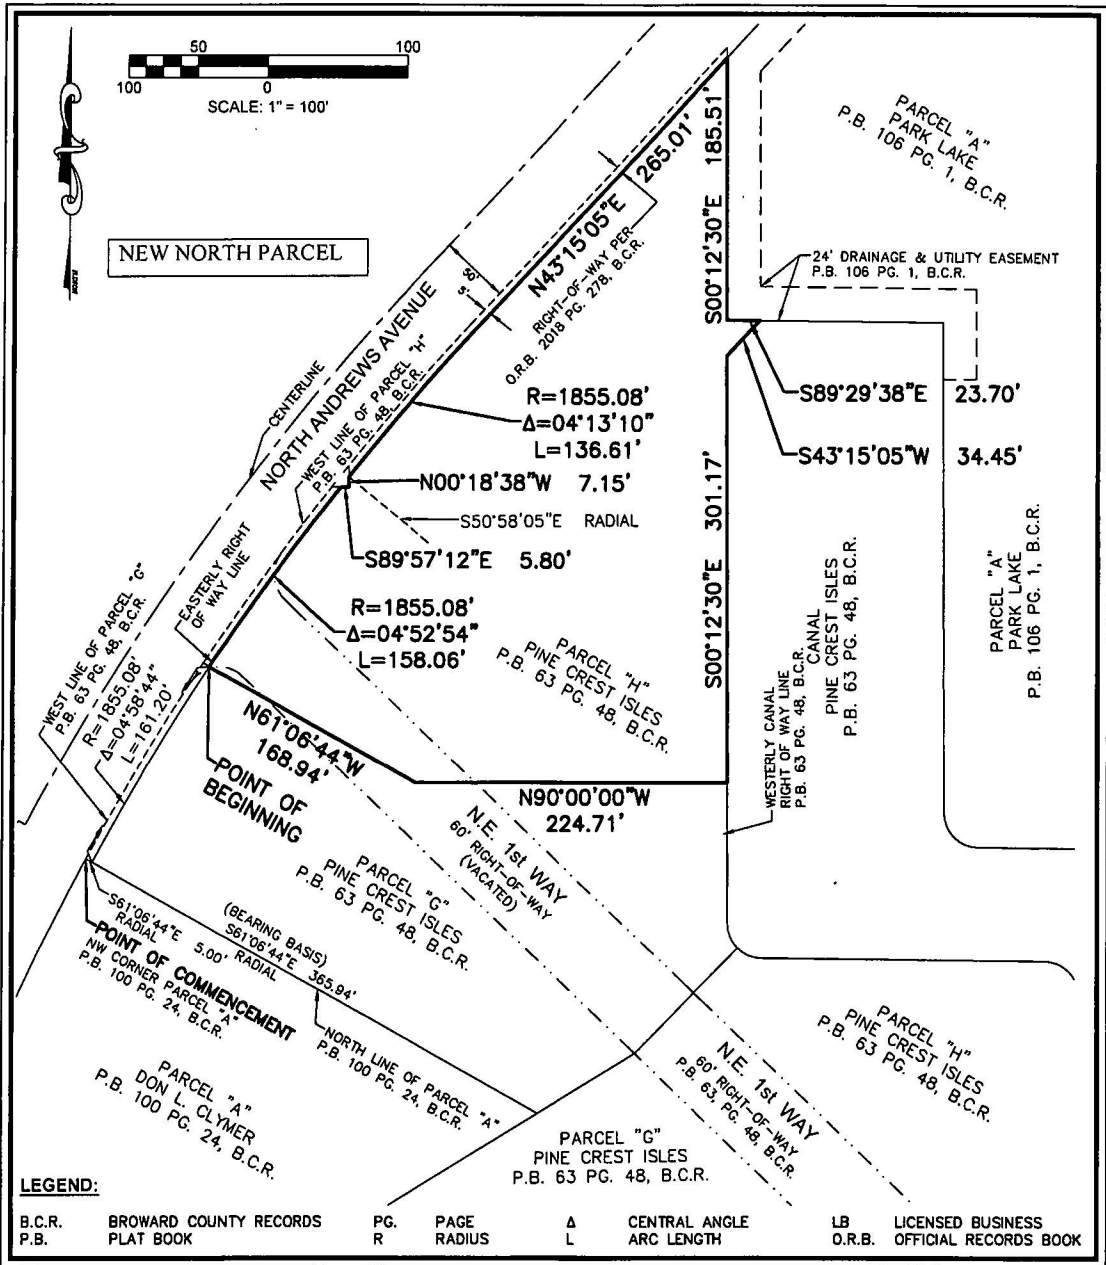 50 100
100 0
SCALE: 1" = 100'
NEW NORTH PARCEL
PARCEL "A"
PARK LAKE
P.B. 106 PG. 1, B.C.R.
N43°15'05"E 265.01'
S00°12'30"E 185.51'
RIGHT-OF-WAY PER
O.R.B. 2018 PG. 278, B.C.R.
24' DRAINAGE & UTILITY EASEMENT
P.B. 106 PG. 1, B.C.R.
50'
5'
CENTERLINE
NORTH ANDREWS AVENUE
WEST LINE OF PARCEL "H"
P.B. 63 PG. 48, B.C.R.
R=1855.08'
Δ=04°13'10"
L=136.61'
S89°29'38"E 23.70'
S43°15'05"W 34.45'
N00°18'38"W 7.15'
S50°58'05"E RADIAL
S89°57'12"E 5.80'
S00°12'30"E 301.17'
EASTERLY RIGHT
OF WAY LINE
R=1855.08'
Δ=04°52'54"
L=158.06'
WEST LINE OF PARCEL "G"
P.B. 63 PG. 48, B.C.R.
R=1855.08'
Δ=04°58'44"
L=161.20'
PARCEL "H"
PINE CREST ISLES
P.B. 63 PG. 48, B.C.R.
CANAL
PINE CREST ISLES
P.B. 63 PG. 48, B.C.R.
PARCEL "A"
PARK LAKE
P.B. 106 PG. 1, B.C.R.
WESTERLY CANAL
RIGHT OF WAY LINE
P.B. 63 PG. 48, B.C.R.
N61°06'44"W
168.94'
POINT OF
BEGINNING
N90°00'00"W
224.71'
N.E. 1st WAY
60' RIGHT-OF-WAY
(VACATED)
PARCEL "G"
PINE CREST ISLES
P.B. 63 PG. 48, B.C.R.
S61°06'44"E 5.00'
RADIAL
(BEARING BASIS)
S61°06'44"E 365.94'
RADIAL
POINT OF COMMENCEMENT
NW CORNER PARCEL "A"
P.B. 100 PG. 24, B.C.R.
NORTH LINE OF PARCEL "A"
P.B. 100 PG. 24, B.C.R.
PARCEL "A"
DON L. CLYMER
P.B. 100 PG. 24, B.C.R.
PARCEL "H"
PINE CREST ISLES
P.B. 63 PG. 48, B.C.R.
N.E. 1st WAY
60' RIGHT-OF-WAY
P.B. 63, PG. 48, B.C.R.
PARCEL "G"
PINE CREST ISLES
P.B. 63 PG. 48, B.C.R.
LEGEND:
B.C.R. BROWARD COUNTY RECORDS PG. PAGE Δ CENTRAL ANGLE LB LICENSED BUSINESS
P.B. PLAT BOOK R RADIUS L ARC LENGTH O.R.B. OFFICIAL RECORDS BOOK